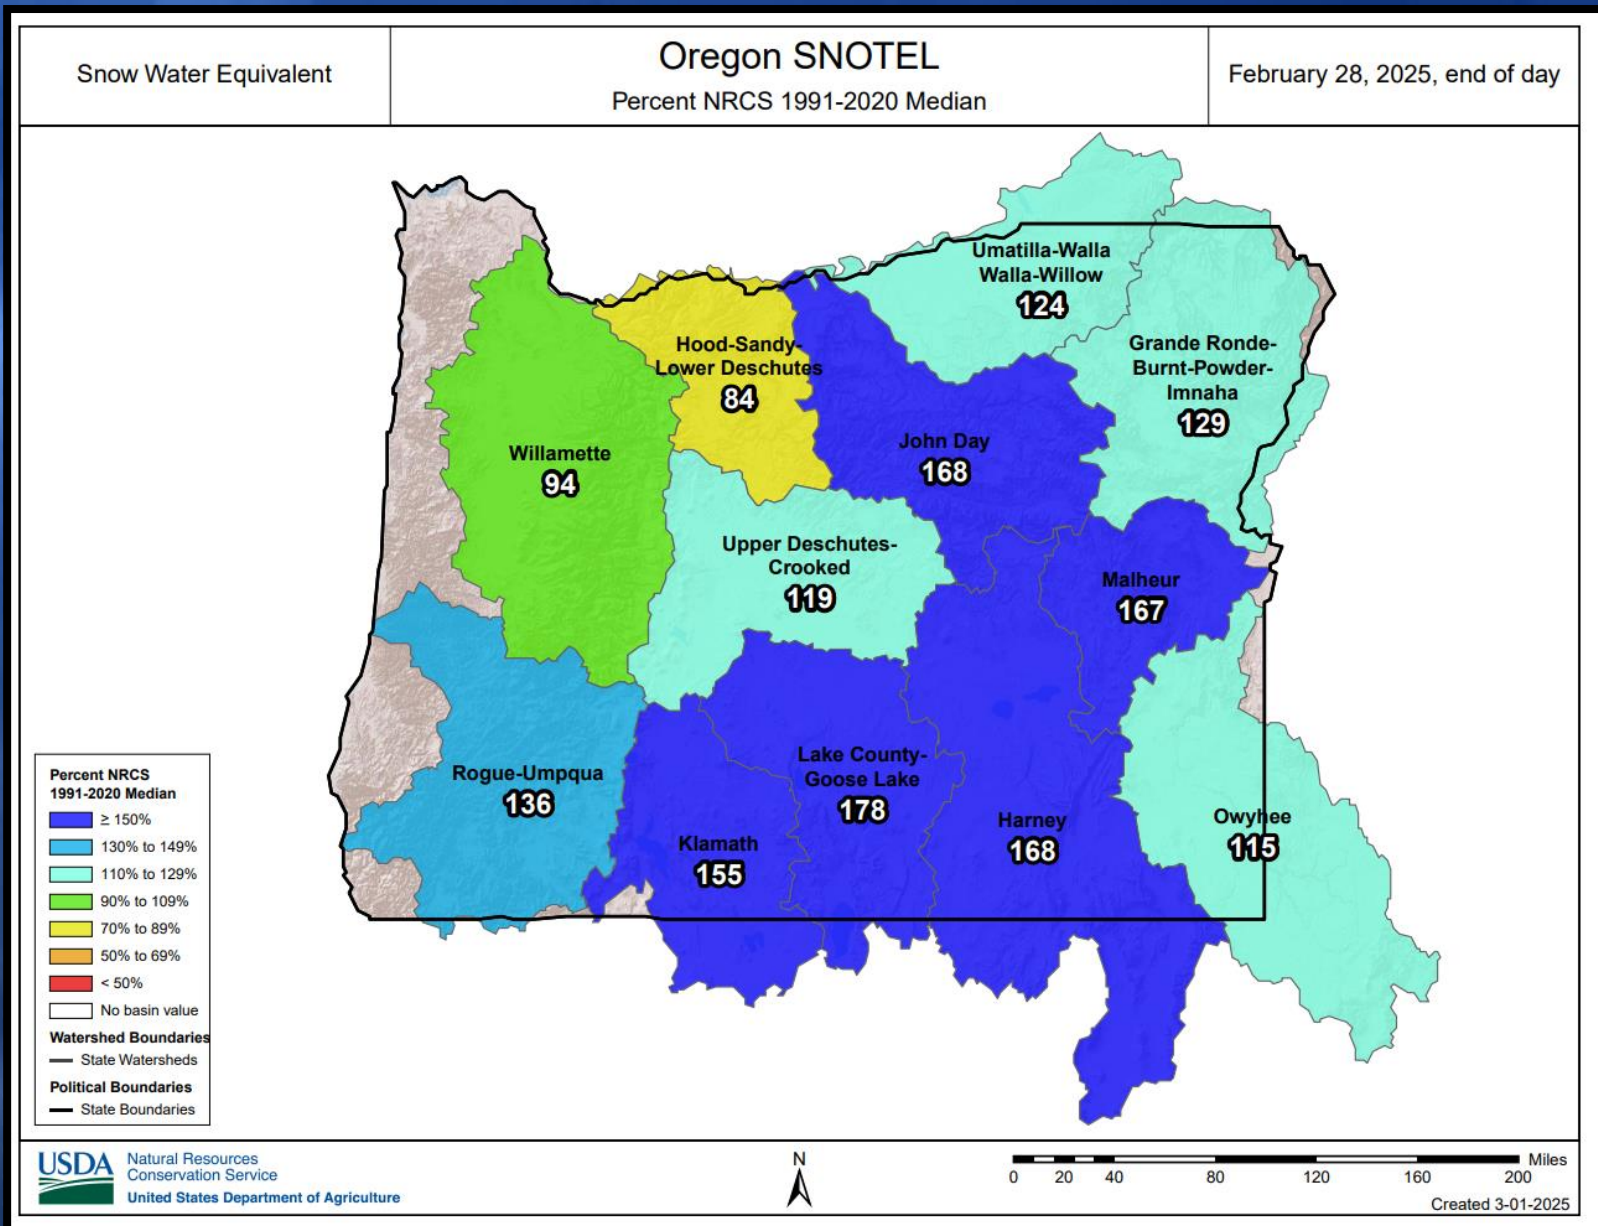 Snow Water Equivalent
Oregon SNOTEL
Percent NRCS 1991-2020 Median
February 28, 2025, end of day
Umatilla-Walla
Walla-Willow
124
Grande Ronde-
Burnt-Powder-
Imnaha
129
Hood-Sandy-
Lower Deschutes
84
John Day
168
Willamette
94
Upper Deschutes-
Crooked
119
Malheur
167
Rogue-Umpqua
136
Lake County-
Goose Lake
178
Klamath
155
Harney
168
Owyhee
115
Percent NRCS
1991-2020 Median
≥ 150%
130% to 149%
110% to 129%
90% to 109%
70% to 89%
50% to 69%
< 50%
No basin value
Watershed Boundaries
State Watersheds
Political Boundaries
State Boundaries
USDA
Natural Resources
Conservation Service
United States Department of Agriculture
N
0 20 40 80 120 160 200 Miles
Created 3-01-2025